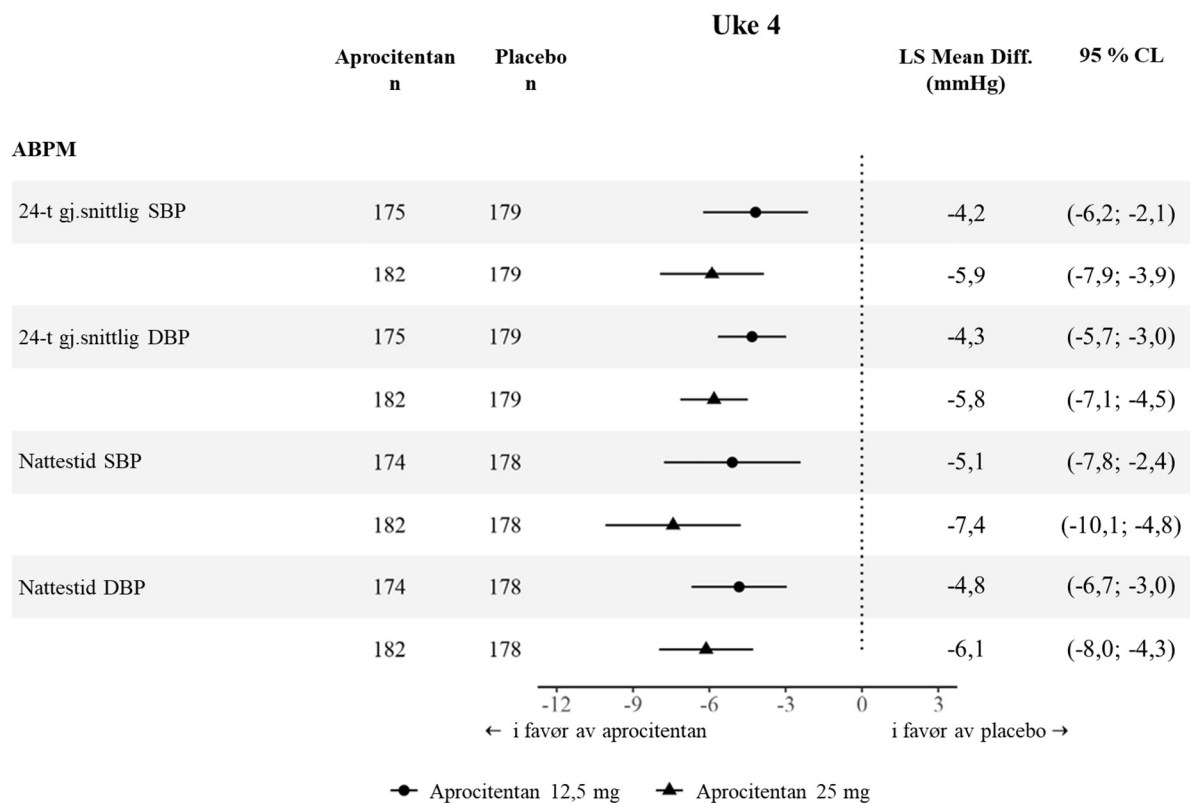 Uke 4
Aprocitentan Placebo LS Mean Diff. 95 % CL
n n (mmHg)
ABPM
24-t gj.snittlig SBP 175 179 -4,2 (-6,2; -2,1)
182 179 -5,9 (-7,9; -3,9)
24-t gj.snittlig DBP 175 179 -4,3 (-5,7; -3,0)
182 179 -5,8 (-7,1; -4,5)
Nattestid SBP 174 178 -5,1 (-7,8; -2,4)
182 178 -7,4 (-10,1; -4,8)
Nattestid DBP 174 178 -4,8 (-6,7; -3,0)
182 178 -6,1 (-8,0; -4,3)
-12 -9 -6 -3 0 3
← i favør av aprocitentan i favør av placebo →
Aprocitentan 12,5 mg Aprocitentan 25 mg